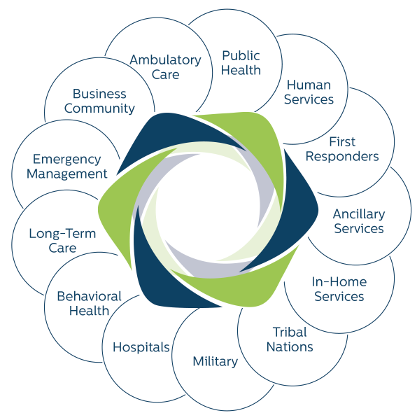 Public
Health
Human
Services
First
Responders
Ancillary
Services
In-Home
Services
Tribal
Nations
Military
Hospitals
Behavioral
Health
Long-Term
Care
Emergency
Management
Business
Community
Ambulatory
Care